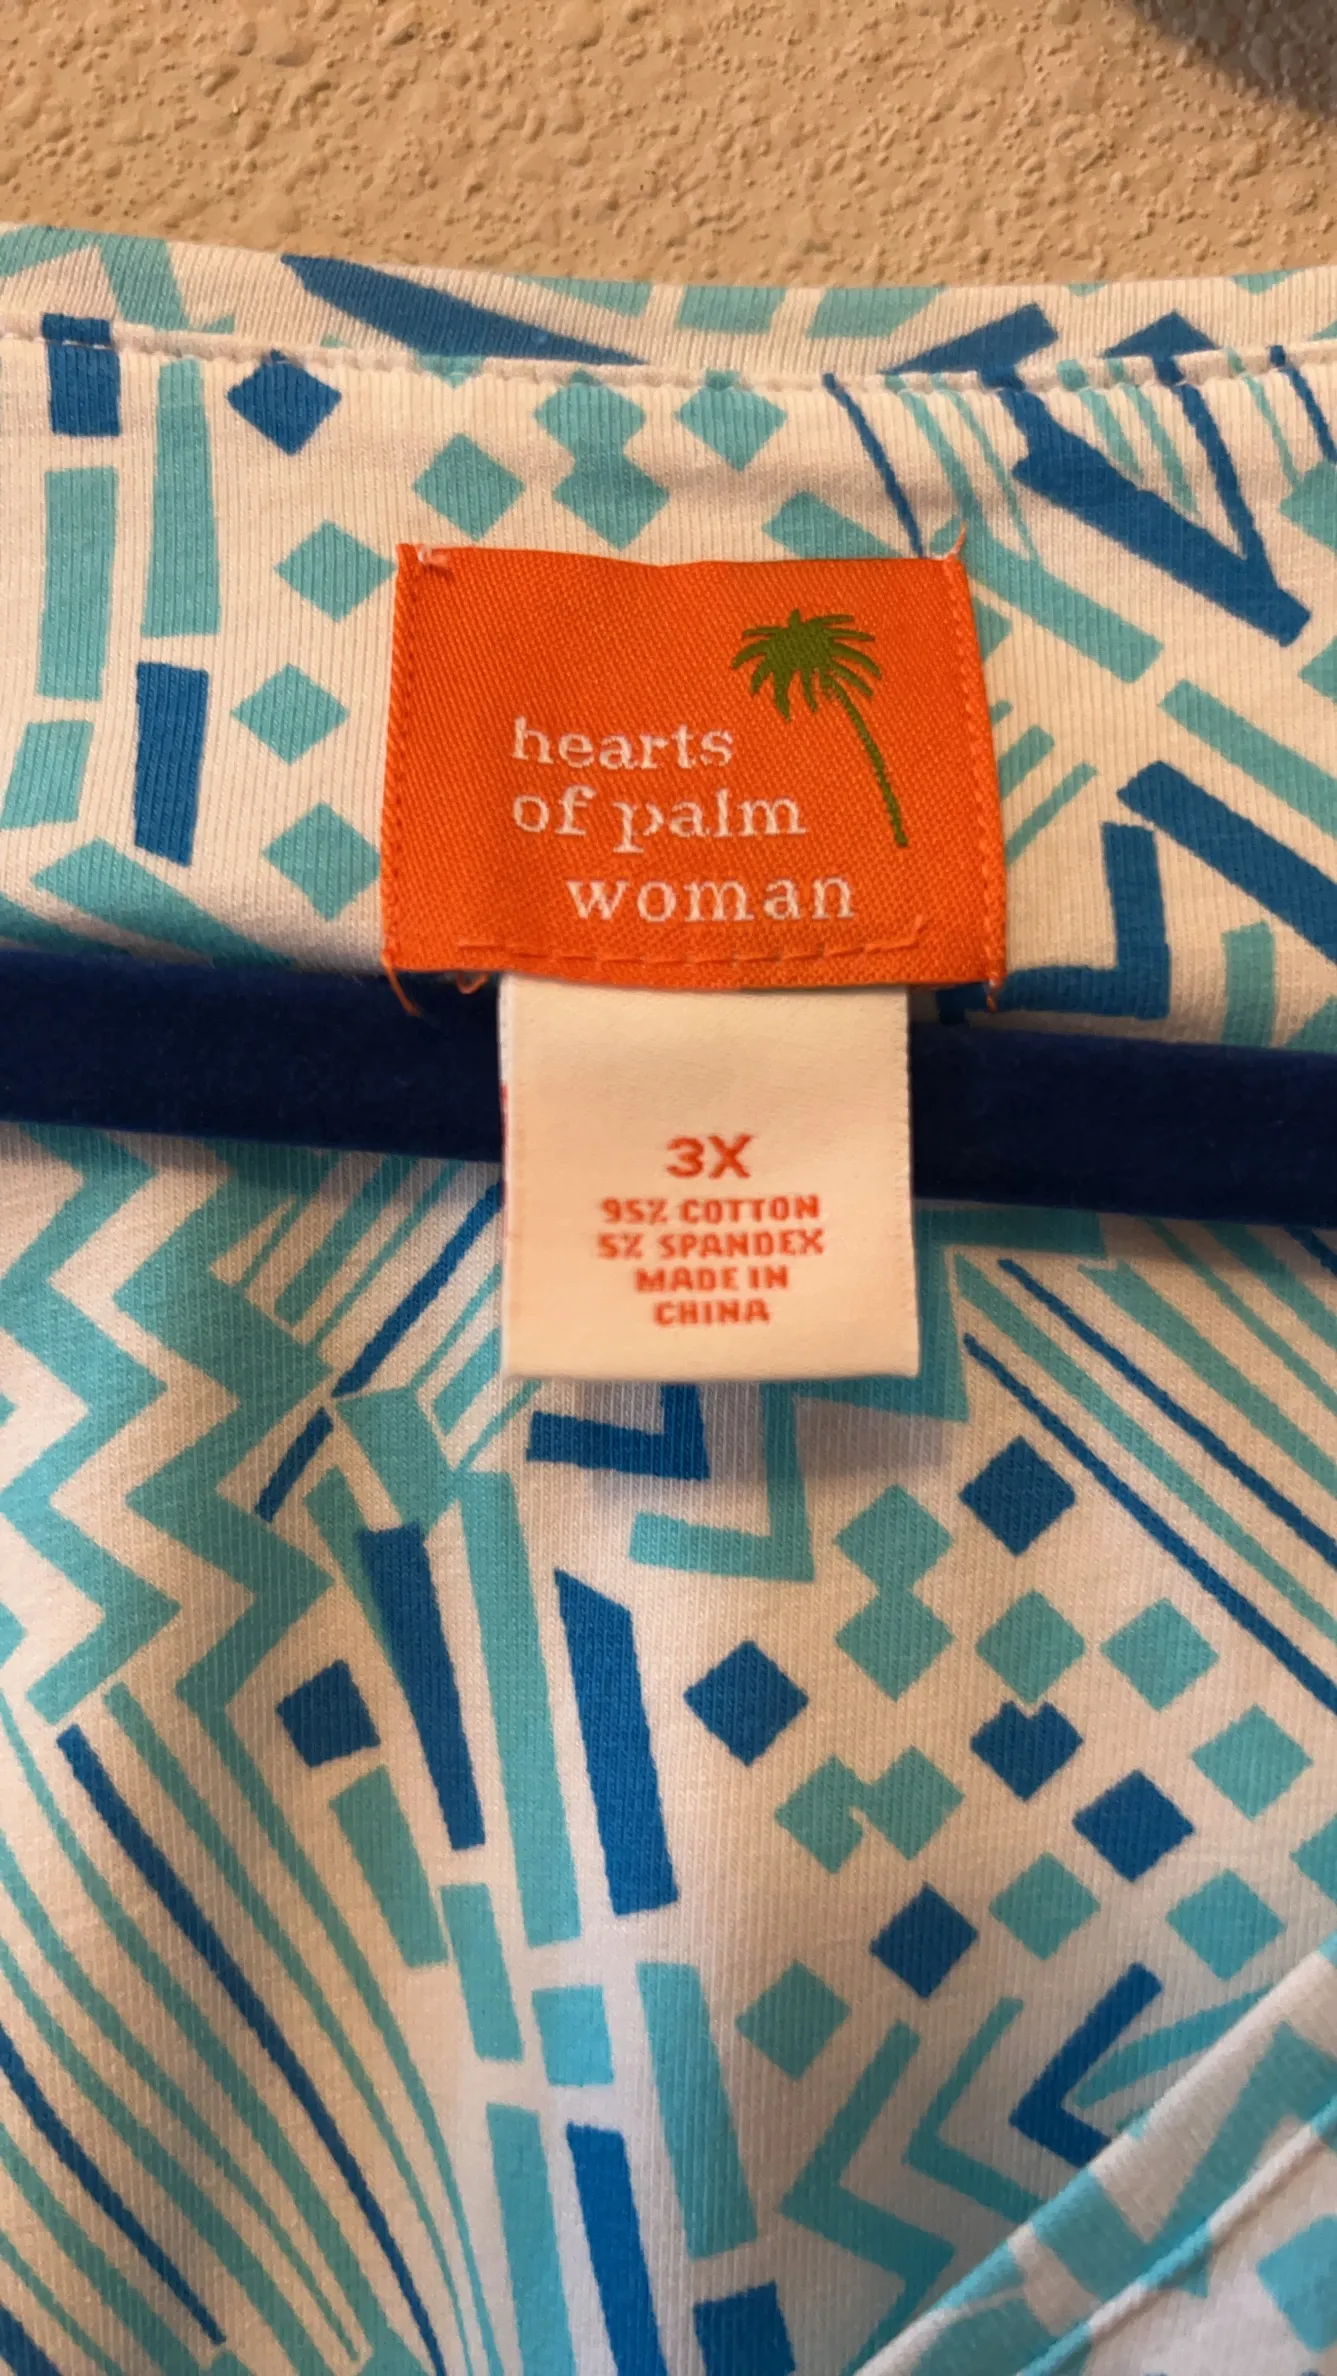 hearts
of palm
woman
3X
95% COTTON
5% SPANDEX
MADE IN
CHINA